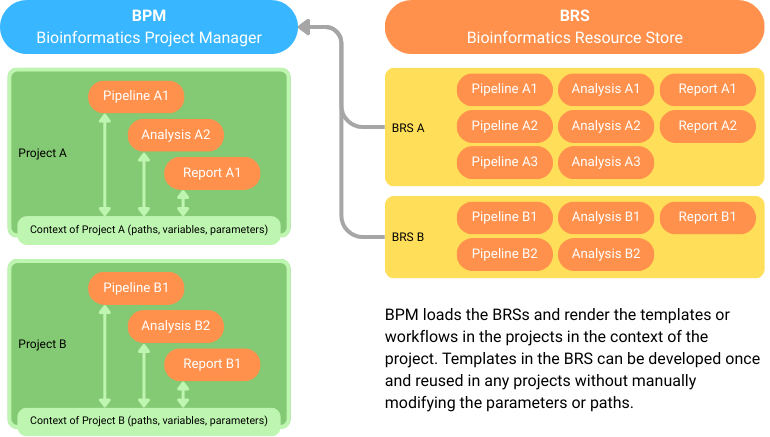 BPM
Bioinformatics Project Manager
BRS
Bioinformatics Resource Store
Project A
Pipeline A1
Analysis A2
Report A1
Context of Project A (paths, variables, parameters)
Project B
Pipeline B1
Analysis B2
Report B1
Context of Project B (paths, variables, parameters)
BRS A
Pipeline A1 Analysis A1 Report A1
Pipeline A2 Analysis A2 Report A2
Pipeline A3 Analysis A3
BRS B
Pipeline B1 Analysis B1 Report B1
Pipeline B2 Analysis B2
BPM loads the BRSs and render the templates or
workflows in the projects in the context of the
project. Templates in the BRS can be developed once
and reused in any projects without manually
modifying the parameters or paths.